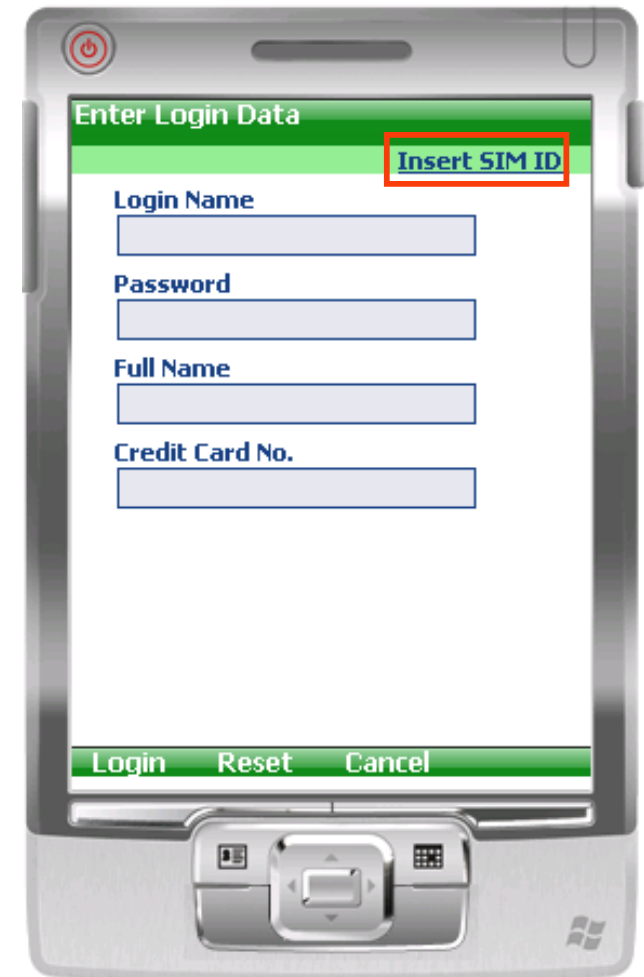 Enter Login Data
Insert SIM ID
Login Name
Password
Full Name
Credit Card No.
Login Reset Cancel